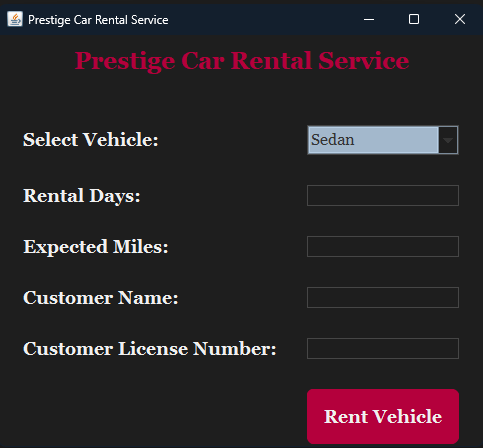 Prestige Car Rental Service
Prestige Car Rental Service
Select Vehicle: Sedan
Rental Days:
Expected Miles:
Customer Name:
Customer License Number:
Rent Vehicle